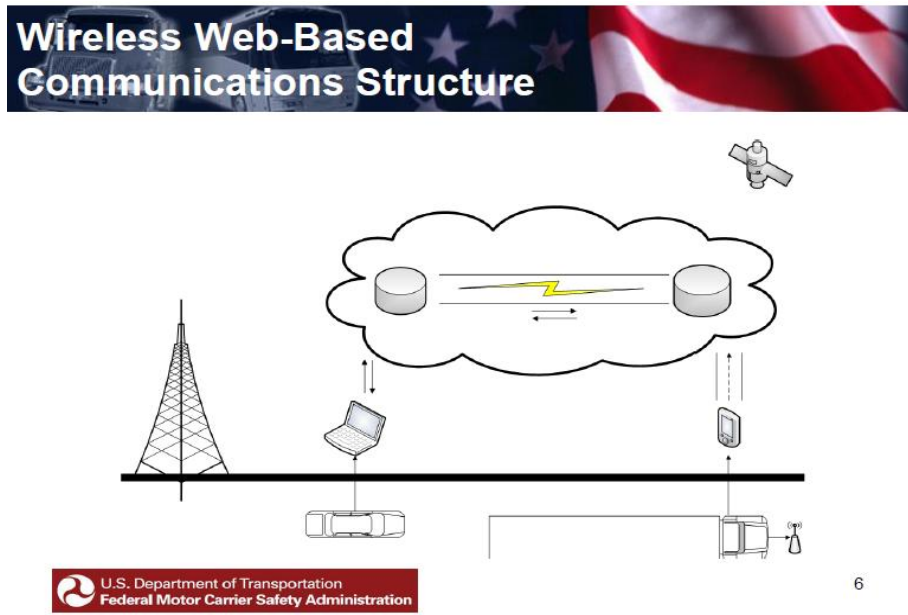 Wireless Web-Based
Communications Structure
U.S. Department of Transportation
Federal Motor Carrier Safety Administration
6